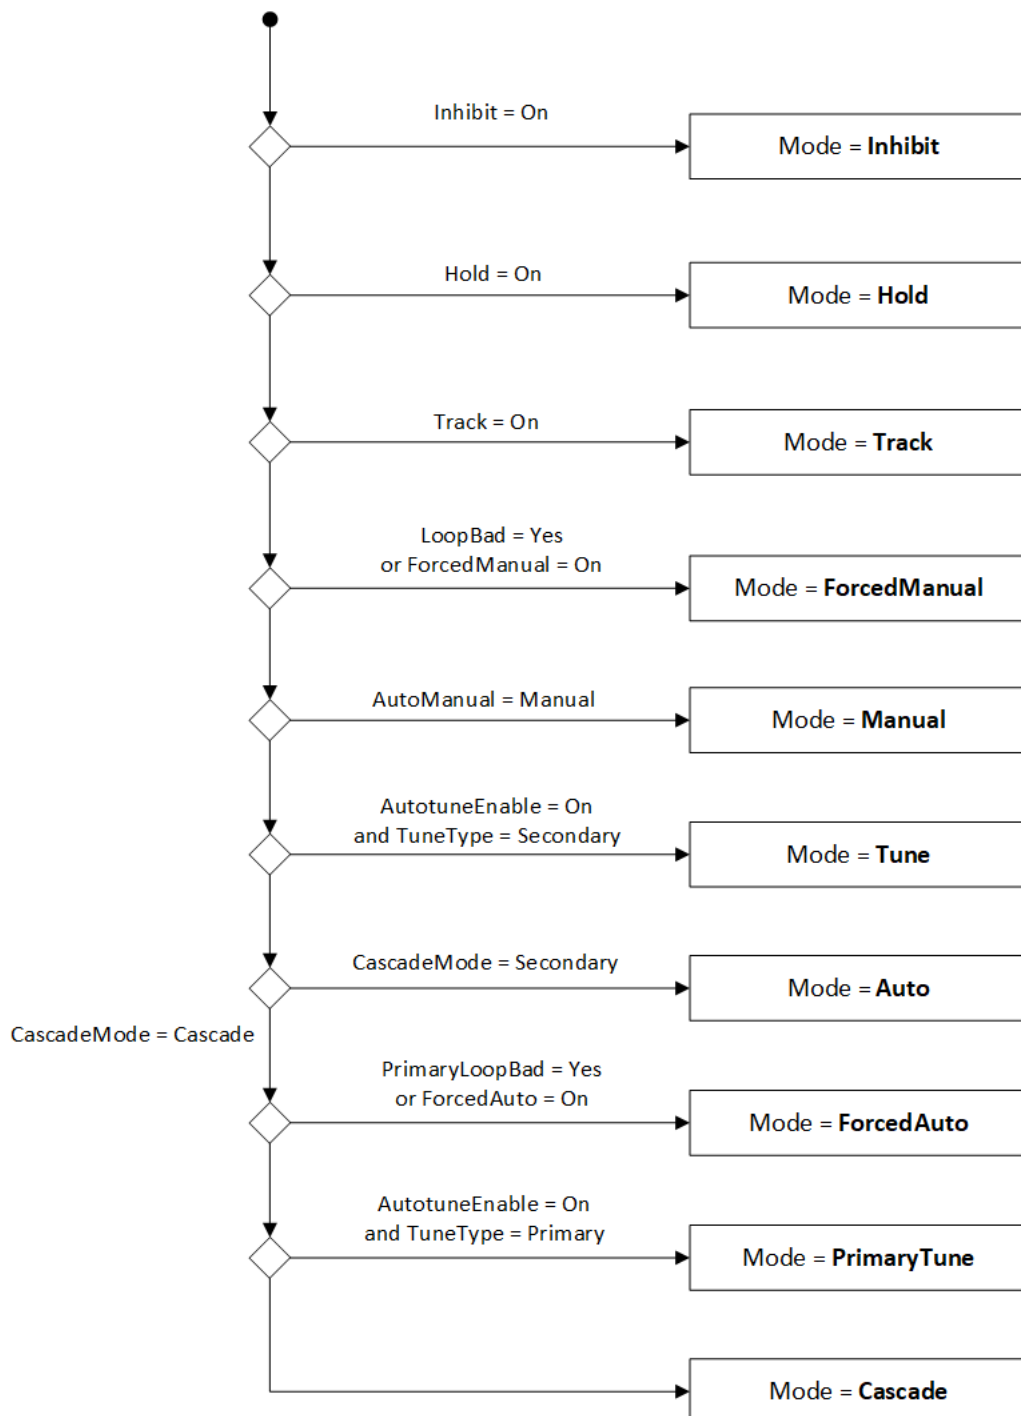 Inhibit = On
Mode = Inhibit
Hold = On
Mode = Hold
Track = On
Mode = Track
LoopBad = Yes
or ForcedManual = On
Mode = ForcedManual
AutoManual = Manual
Mode = Manual
AutotuneEnable = On
and TuneType = Secondary
Mode = Tune
CascadeMode = Secondary
Mode = Auto
CascadeMode = Cascade
PrimaryLoopBad = Yes
or ForcedAuto = On
Mode = ForcedAuto
AutotuneEnable = On
and TuneType = Primary
Mode = PrimaryTune
Mode = Cascade